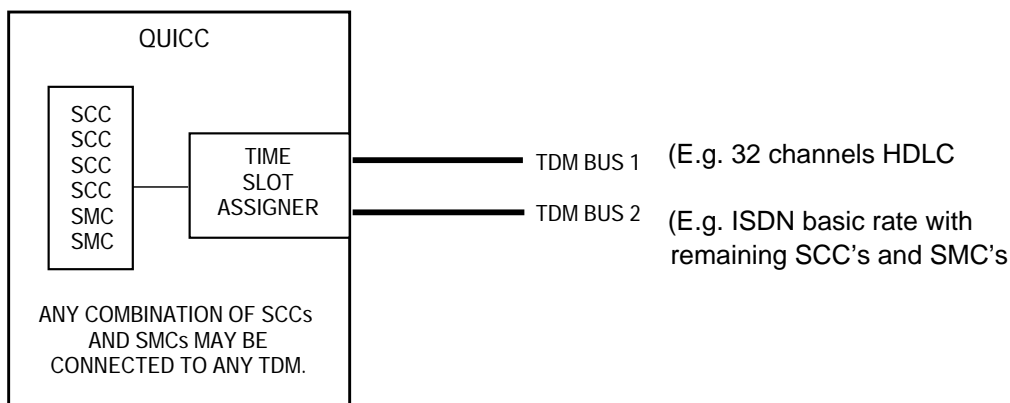 QUICC
SCC
SCC
SCC
SCC
SMC
SMC
TIME
SLOT
ASSIGNER
TDM BUS 1 (E.g. 32 channels HDLC
TDM BUS 2 (E.g. ISDN basic rate with
remaining SCC's and SMC's
ANY COMBINATION OF SCCs
AND SMCs MAY BE
CONNECTED TO ANY TDM.